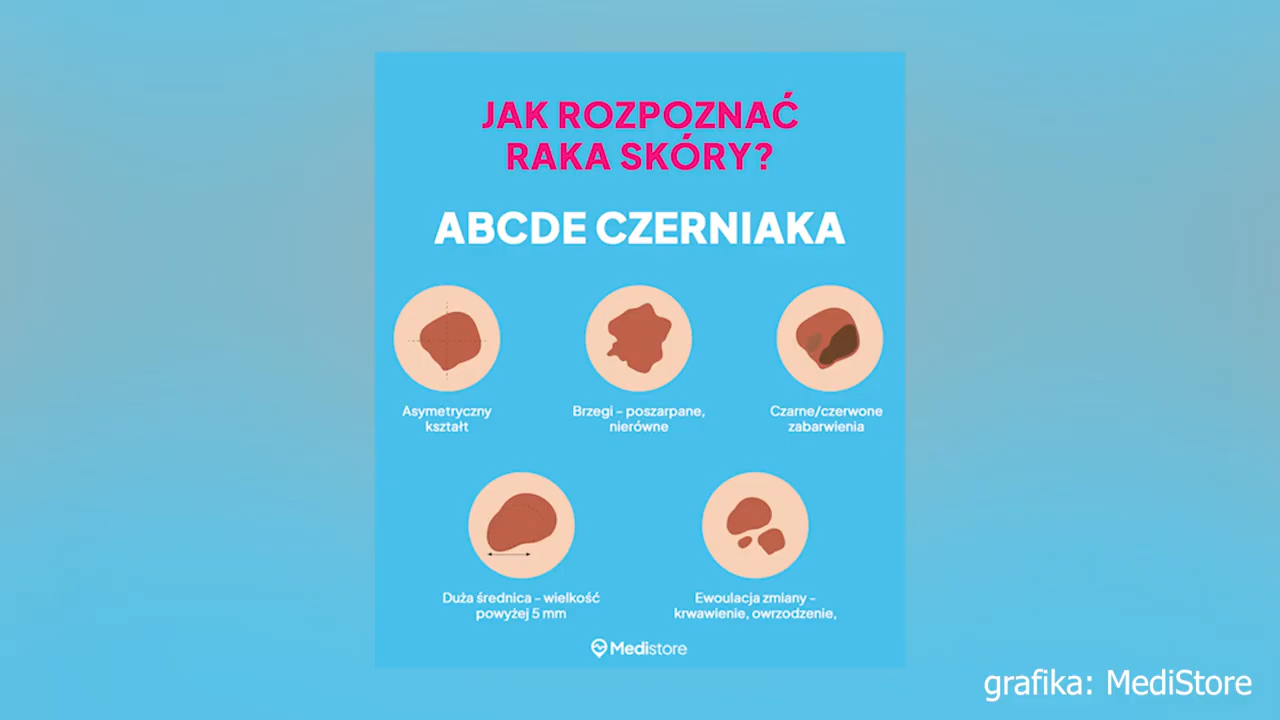 JAK ROZPOZNAĆ
RAKA SKÓRY?
ABCDE CZERNIAKA
Asymetryczny
kształt
Brzegi – poszarpane,
nierówne
Czarne/czerwone
zabarwienia
Duża średnica – wielkość
powyżej 5 mm
Ewoulacja zmiany –
krwawienie, owrzodzenie,
Medistore
grafika: MediStore